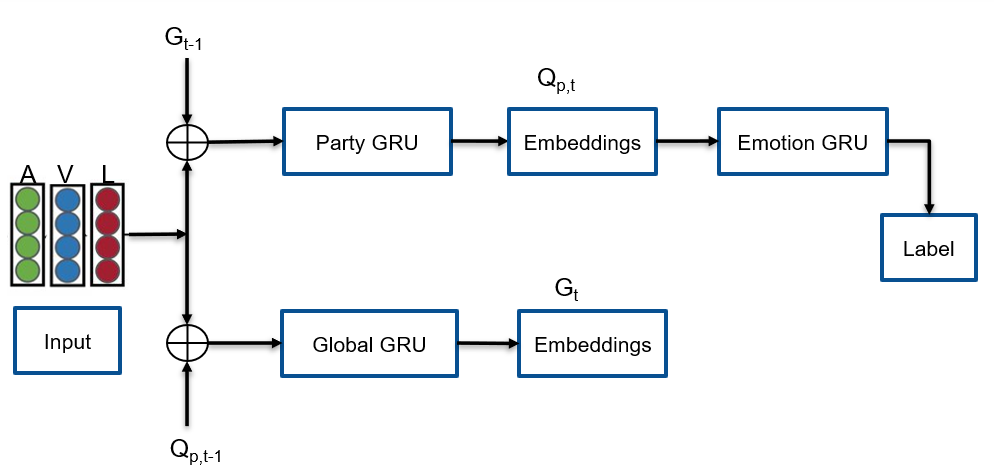 G_{t-1}
Q_{p,t}
Party GRU
Embeddings
Emotion GRU
A V L
Label
G_t
Input
Global GRU
Embeddings
Q_{p,t-1}